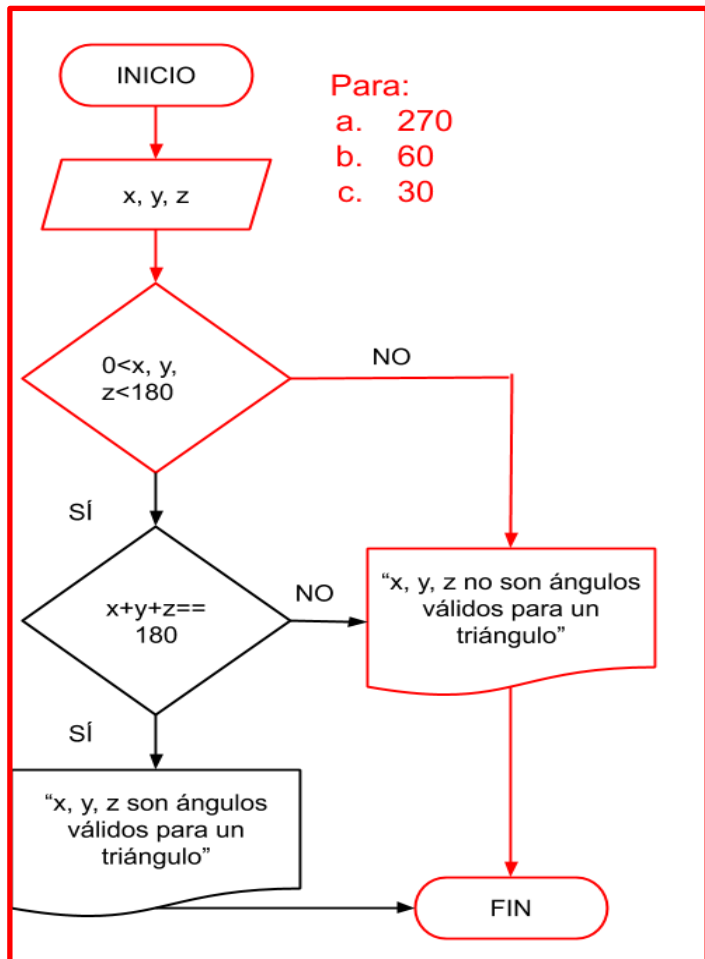 INICIO
Para:
a. 270
b. 60
c. 30
x, y, z
0<x, y,
z<180
NO
SÍ
x+y+z==
180
NO
“x, y, z no son ángulos
válidos para un
triángulo”
SÍ
“x, y, z son ángulos
válidos para un
triángulo”
FIN